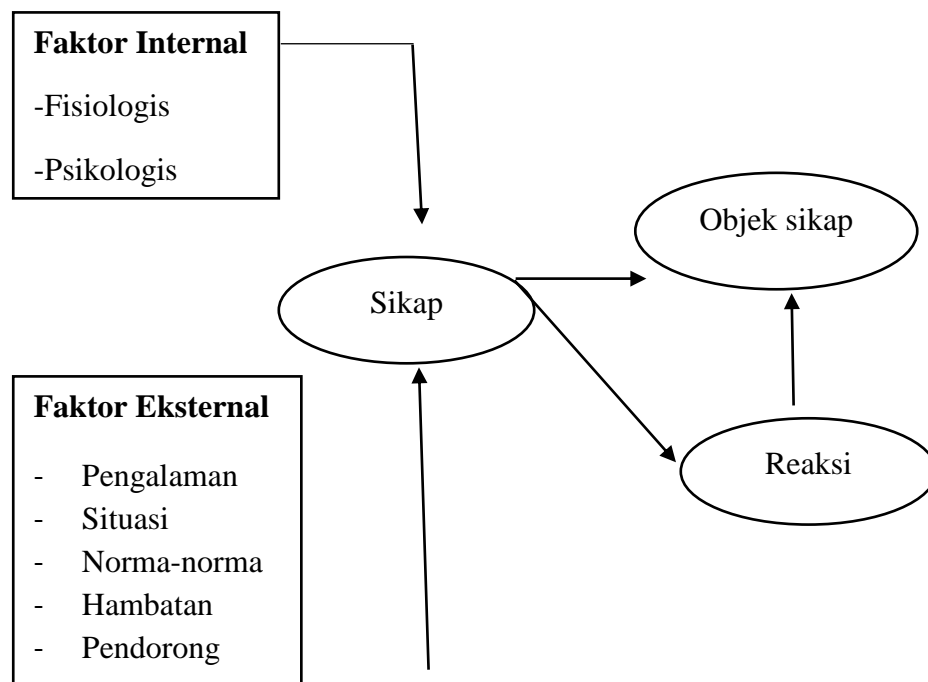 Faktor Internal
-Fisiologis
-Psikologis
Objek sikap
Sikap
Faktor Eksternal
- Pengalaman
- Situasi
- Norma-norma
- Hambatan
- Pendorong
Reaksi